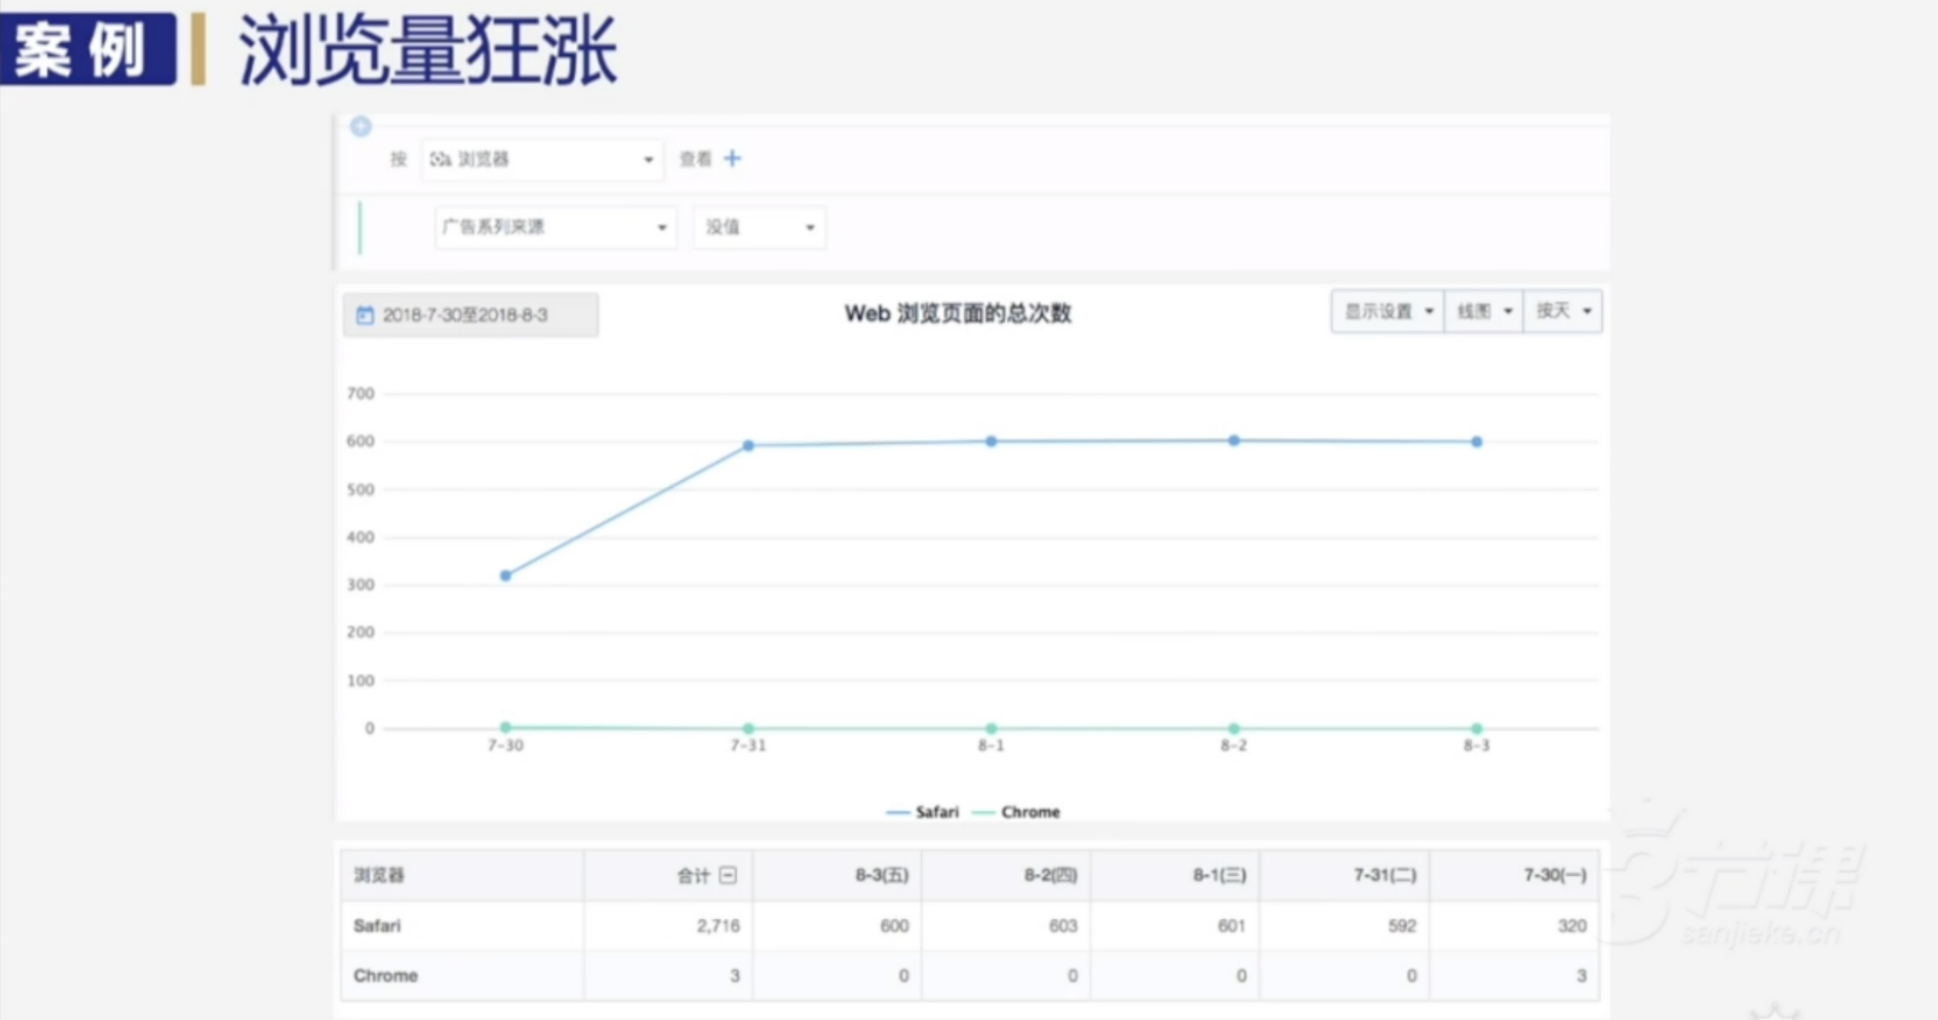 案例 浏览量狂涨
按 浏览器 查看
广告系列来源 没值
2018-7-30至2018-8-3 Web 浏览页面的总次数 显示设置 线图 按天
700
600
500
400
300
200
100
0
7-30 7-31 8-1 8-2 8-3
Safari Chrome
浏览器 合计 8-3(五) 8-2(四) 8-1(三) 7-31(二) 7-30(一)
Safari 2,716 600 603 601 592 320
Chrome 3 0 0 0 0 3
3节课
sanjieke.cn